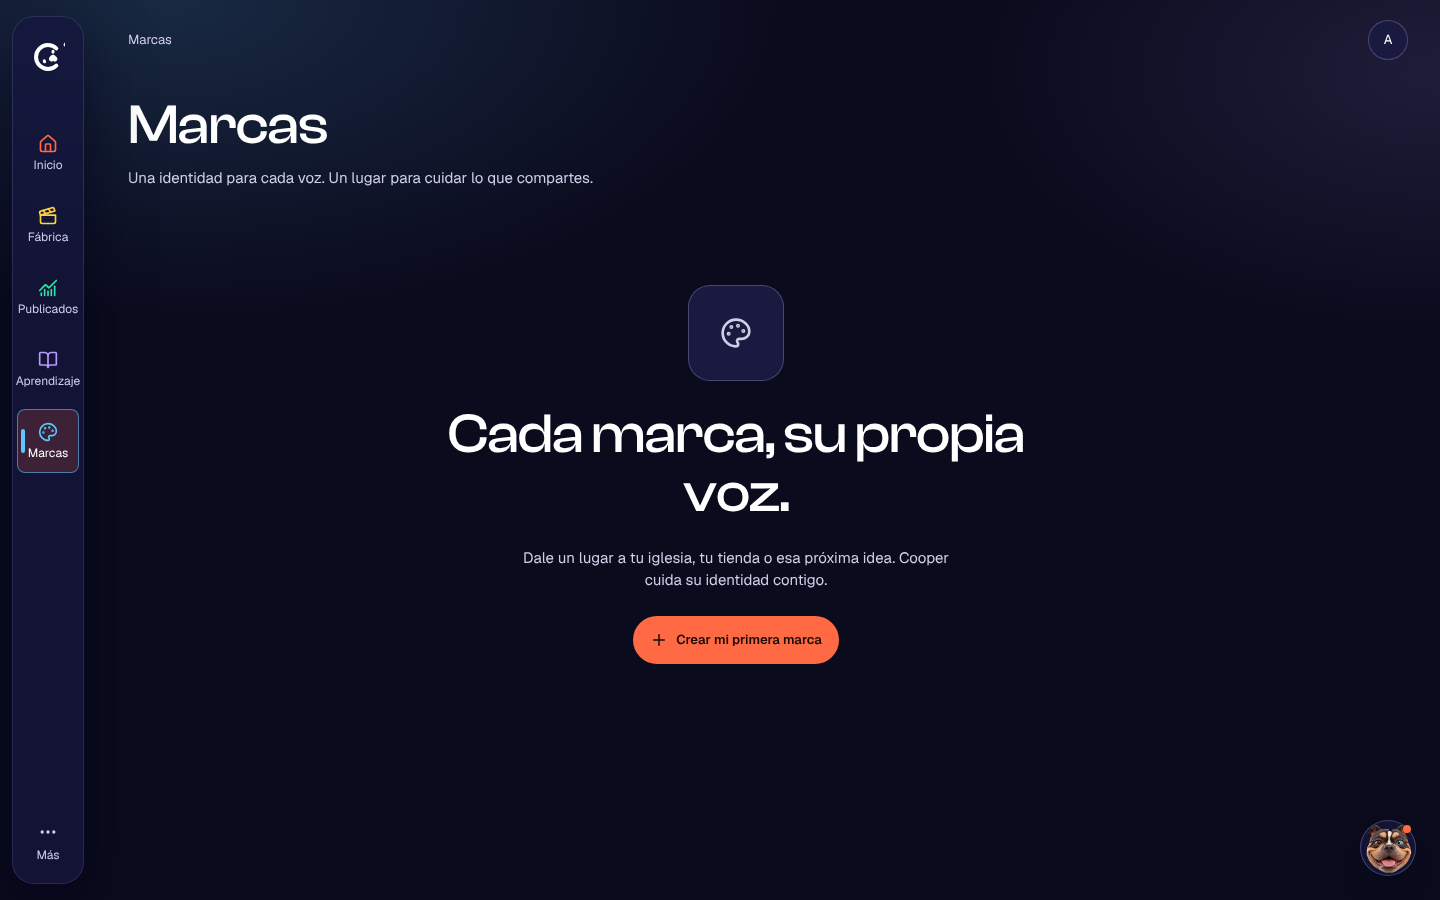 Marcas
A
Marcas
Una identidad para cada voz. Un lugar para cuidar lo que compartes.
Inicio
Fábrica
Publicados
Aprendizaje
Marcas
Cada marca, su propia
voz.
Dale un lugar a tu iglesia, tu tienda o esa próxima idea. Cooper
cuida su identidad contigo.
Crear mi primera marca
Más